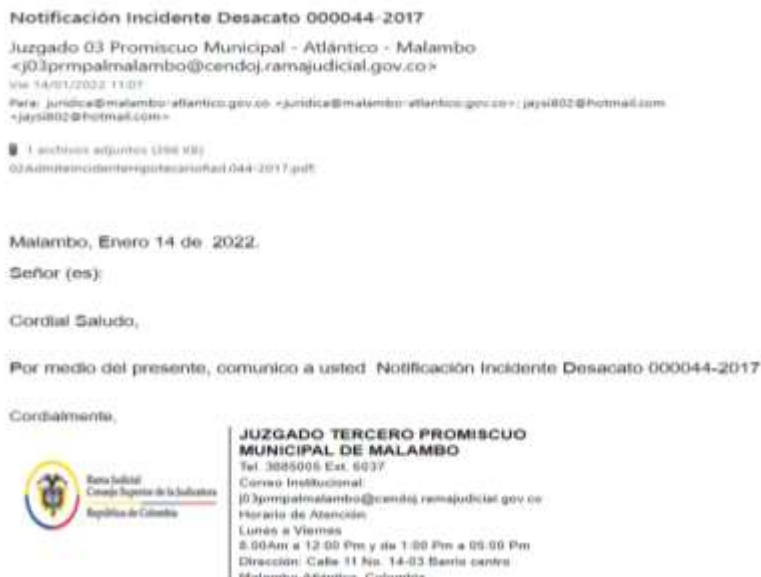 Notificación Incidente Desacato 000044-2017
Juzgado 03 Promiscuo Municipal - Atlántico - Malambo
<j03prmpalmalambo@cendoj.ramajudicial.gov.co>
Vie 14/01/2022 11:07
Para: juridica@malambo-atlantico.gov.co <juridica@malambo-atlantico.gov.co>; jaysi802@hotmail.com
<jaysi802@hotmail.com>
1 archivos adjuntos (398 KB)
Malambo, Enero 14 de 2022.
Señor (es):
Cordial Saludo,
Por medio del presente, comunico a usted Notificación Incidente Desacato 000044-2017
Cordialmente,
Rama Judicial
Consejo Superior de la Judicatura
República de Colombia
JUZGADO TERCERO PROMISCUO
MUNICIPAL DE MALAMBO
Tel. 3885005 Ext. 6037
Correo Institucional:
j03prmpalmalambo@cendoj.ramajudicial.gov.co
Horario de Atención:
Lunes a Viernes
8:00Am a 12:00 Pm y de 1:00 Pm a 05:00 Pm
Dirección: Calle 11 No. 14-03 Barrio centro
Malambo Atlántico, Colombia